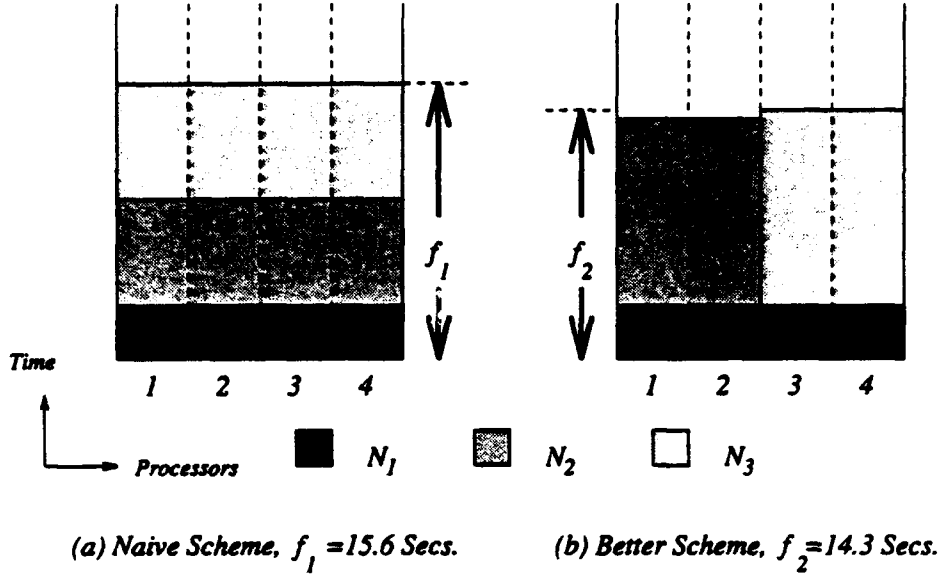 f1
f2
1 2 3 4
1 2 3 4
Time
Processors
N1
N2
N3
(a) Naive Scheme, f1 =15.6 Secs.
(b) Better Scheme, f2=14.3 Secs.